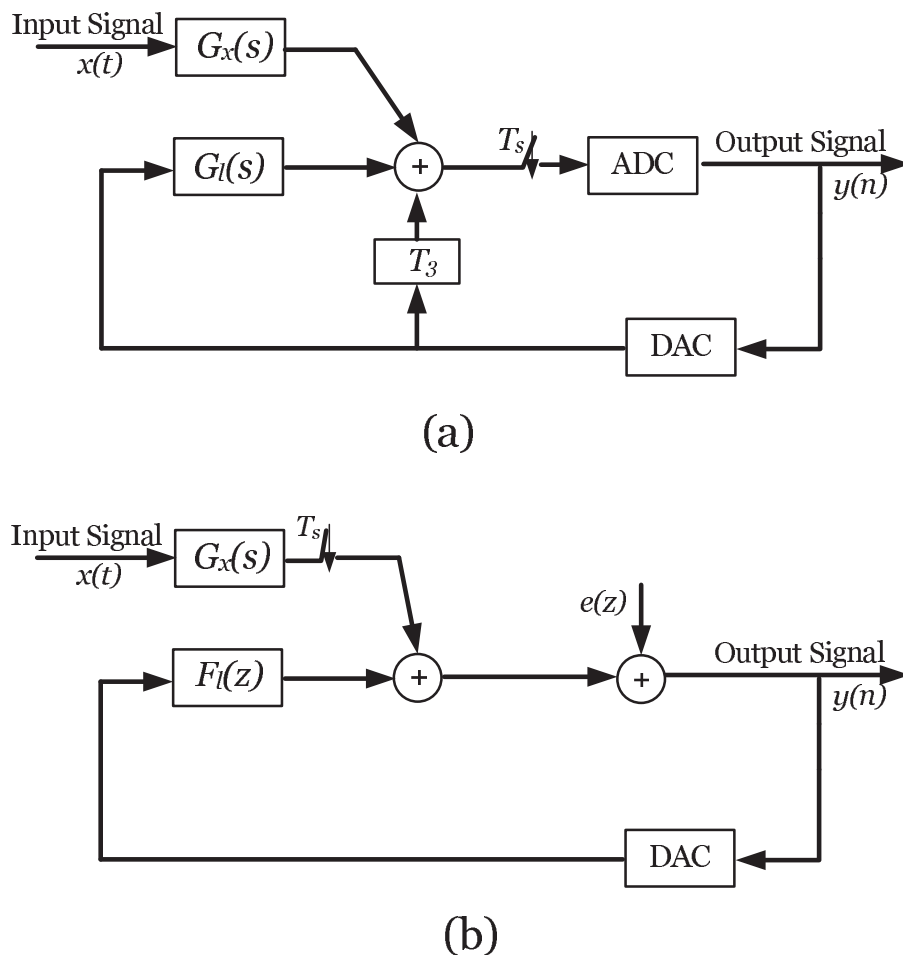 Input Signal
x(t)
Gx(s)
Gl(s)
+
Ts
ADC
Output Signal
y(n)
T3
DAC
(a)
Input Signal
x(t)
Gx(s)
Ts
e(z)
Fl(z)
+
+
Output Signal
y(n)
DAC
(b)